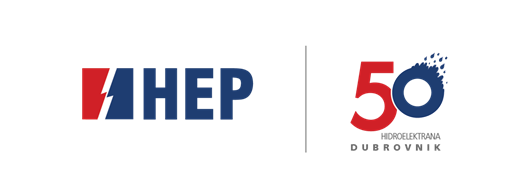 HEP
50
HIDROELEKTRANA
DUBROVNIK